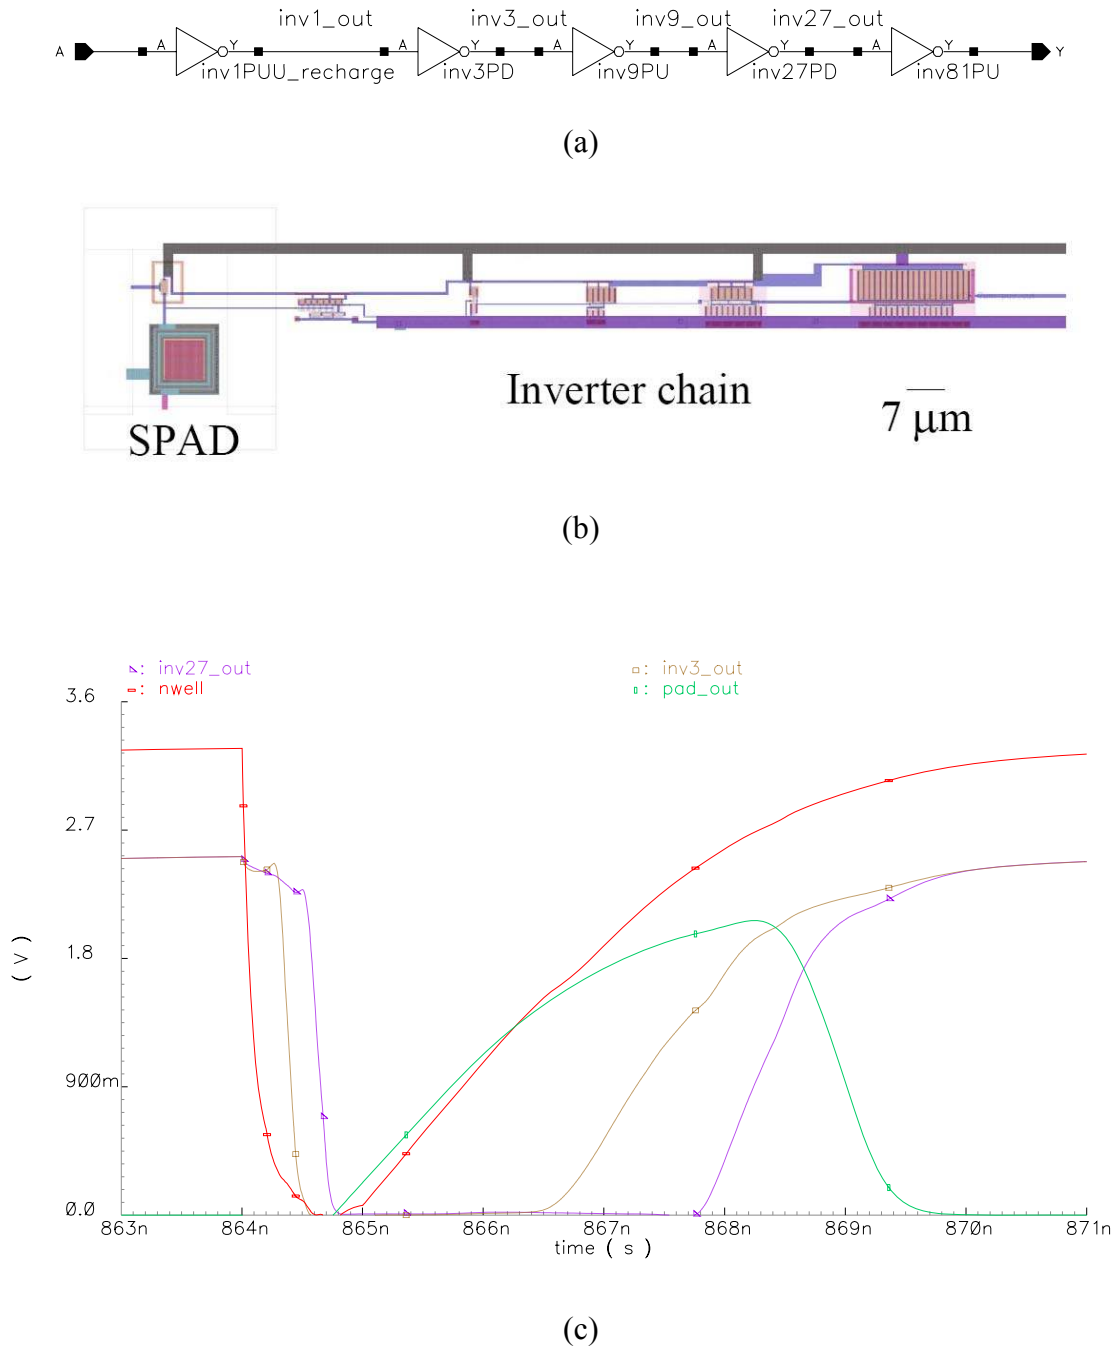 inv1_out inv3_out inv9_out inv27_out
A A Y A Y A Y A Y A Y Y
inv1PUU_recharge inv3PD inv9PU inv27PD inv81PU
(a)
Inverter chain
7 μm
SPAD
(b)
: inv27_out : inv3_out
: nwell : pad_out
3.6
2.7
1.8
900m
0.0
(V)
863n 864n 865n 866n 867n 868n 869n 870n 871n
time (s)
(c)